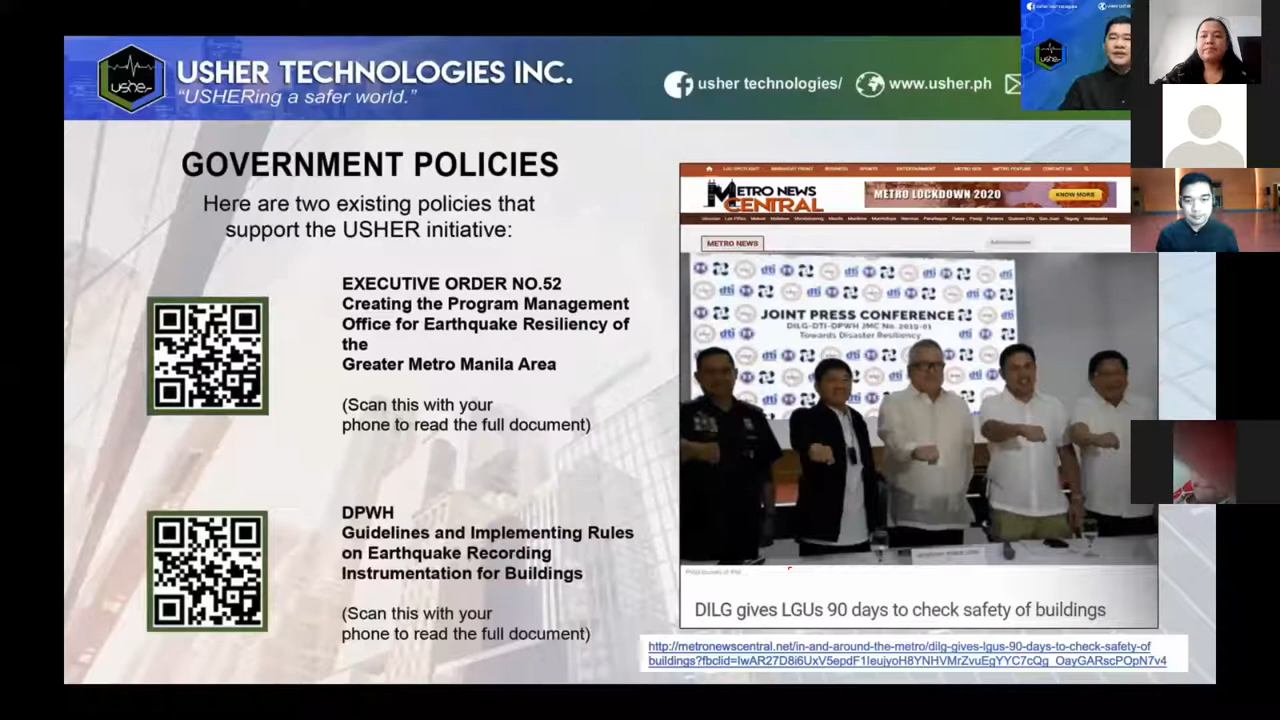 usher technologies
ushe
USHER TECHNOLOGIES INC.
“USHERing a safer world.”
usher technologies/
www.usher.ph
GOVERNMENT POLICIES
Here are two existing policies that
support the USHER initiative:
EXECUTIVE ORDER NO.52
Creating the Program Management
Office for Earthquake Resiliency of
the
Greater Metro Manila Area
(Scan this with your
phone to read the full document)
DPWH
Guidelines and Implementing Rules
on Earthquake Recording
Instrumentation for Buildings
(Scan this with your
phone to read the full document)
METRO NEWS
CENTRAL
METRO LOCKDOWN 2020
KNOW MORE
METRO NEWS
JOINT PRESS CONFERENCE
DILG-DTI-DPWH JMC No. 2019-01
Towards Disaster Resiliency
dti
DILG gives LGUs 90 days to check safety of buildings
http://metronewscentral.net/in-and-around-the-metro/dilg-gives-lgus-90-days-to-check-safety-of
buildings?fbclid=IwAR27D8i6UxV5epdF1IeujyoH8YNHVMrZvuEgYYC7cQg_OayGARscPOpN7v4